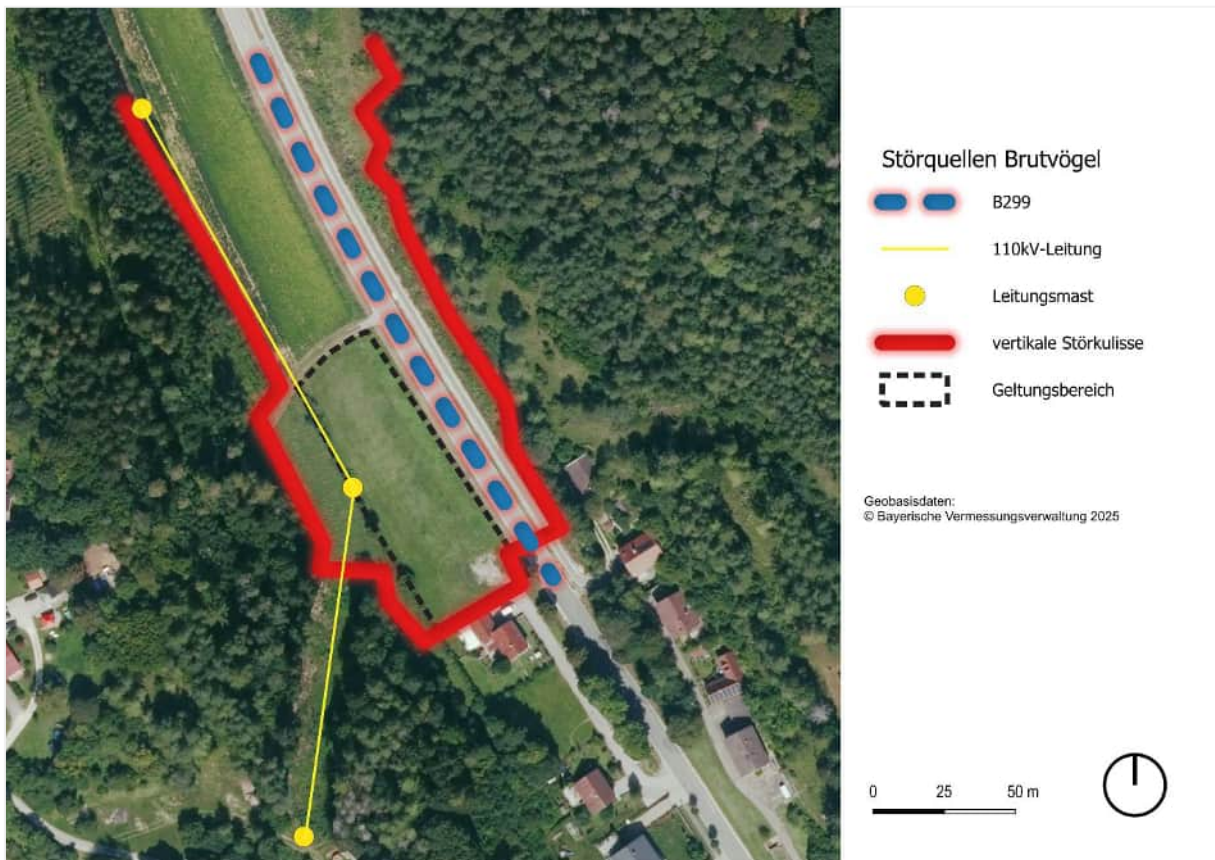 Störquellen Brutvögel
B299
110kV-Leitung
Leitungsmast
vertikale Störkulisse
Geltungsbereich
Geobasisdaten:
© Bayerische Vermessungsverwaltung 2025
0 25 50 m